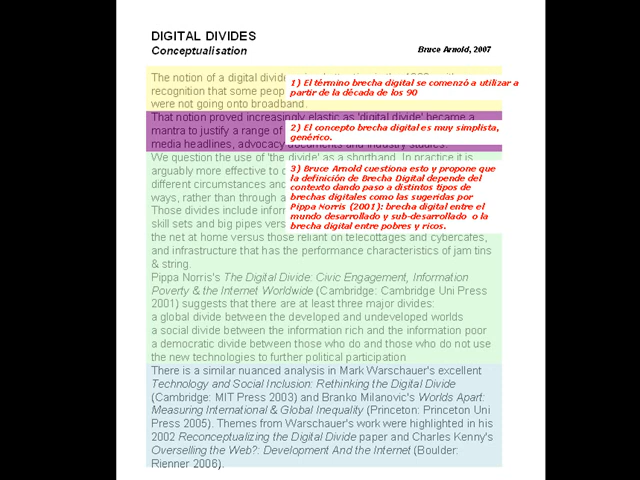 DIGITAL DIVIDES
Conceptualisation
Bruce Arnold, 2007
The notion of a digital divide
recognition that some peop
were not going onto broadband.
1) El término brecha digital se comenzó a utilizar a
partir de la década de los 90
That notion proved increasingly elastic as 'digital divide' became a
mantra to justify a range of
media headlines, advocacy documents and industry studies.
2) El concepto brecha digital es muy simplista,
genérico.
We question the use of 'the divide' as a shorthand. In practice it is
arguably more effective to
different circumstances and
ways, rather than through a
Those divides include infor
skill sets and big pipes vers
the net at home versus those reliant on telecottages and cybercafes,
and infrastructure that has the performance characteristics of jam tins
& string.
3) Bruce Arnold cuestiona esto y propone que
la definición de Brecha Digital depende del
contexto dando paso a distintos tipos de
brechas digitales como las sugeridas por
Pippa Norris (2001): brecha digital entre el
mundo desarrollado y sub-desarrollado o la
brecha digital entre pobres y ricos.
Pippa Norris's The Digital Divide: Civic Engagement, Information
Poverty & the Internet Worldwide (Cambridge: Cambridge Uni Press
2001) suggests that there are at least three major divides:
a global divide between the developed and undeveloped worlds
a social divide between the information rich and the information poor
a democratic divide between those who do and those who do not use
the new technologies to further political participation
There is a similar nuanced analysis in Mark Warschauer's excellent
Technology and Social Inclusion: Rethinking the Digital Divide
(Cambridge: MIT Press 2003) and Branko Milanovic's Worlds Apart:
Measuring International & Global Inequality (Princeton: Princeton Uni
Press 2005). Themes from Warschauer's work were highlighted in his
2002 Reconceptualizing the Digital Divide paper and Charles Kenny's
Overselling the Web?: Development And the Internet (Boulder:
Rienner 2006).